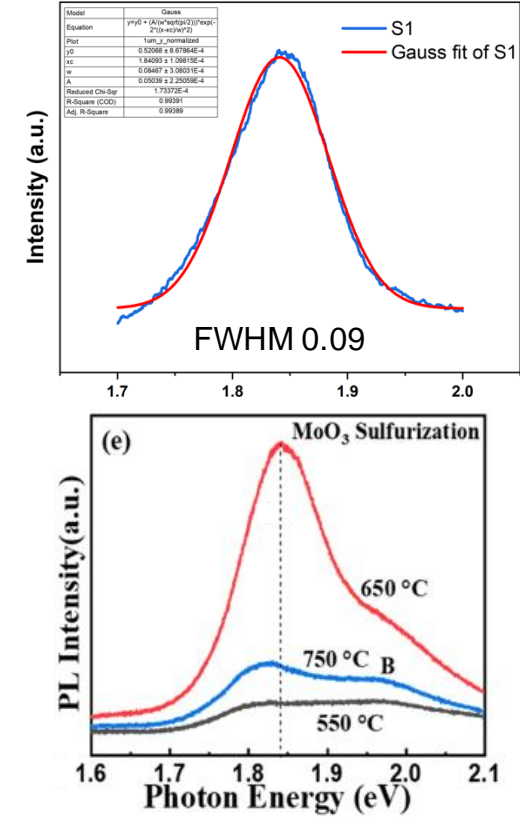 Model Gauss
Equation y=y0 + (A/(w*sqrt(pi/2)))*exp(-2*((x-xc)/w)^2)
Plot 1um_y_normalized
y0 0.52068 ± 8.67864E-4
xc 1.84093 ± 1.09815E-4
w 0.08467 ± 3.08031E-4
A 0.05039 ± 2.25059E-4
Reduced Chi-Sqr 1.73372E-4
R-Square (COD) 0.99391
Adj. R-Square 0.99389
S1
Gauss fit of S1
Intensity (a.u.)
FWHM 0.09
1.7 1.8 1.9 2.0
(e) MoO₃ Sulfurization
PL Intensity(a.u.)
650 °C
750 °C B
550 °C
1.6 1.7 1.8 1.9 2.0 2.1
Photon Energy (eV)